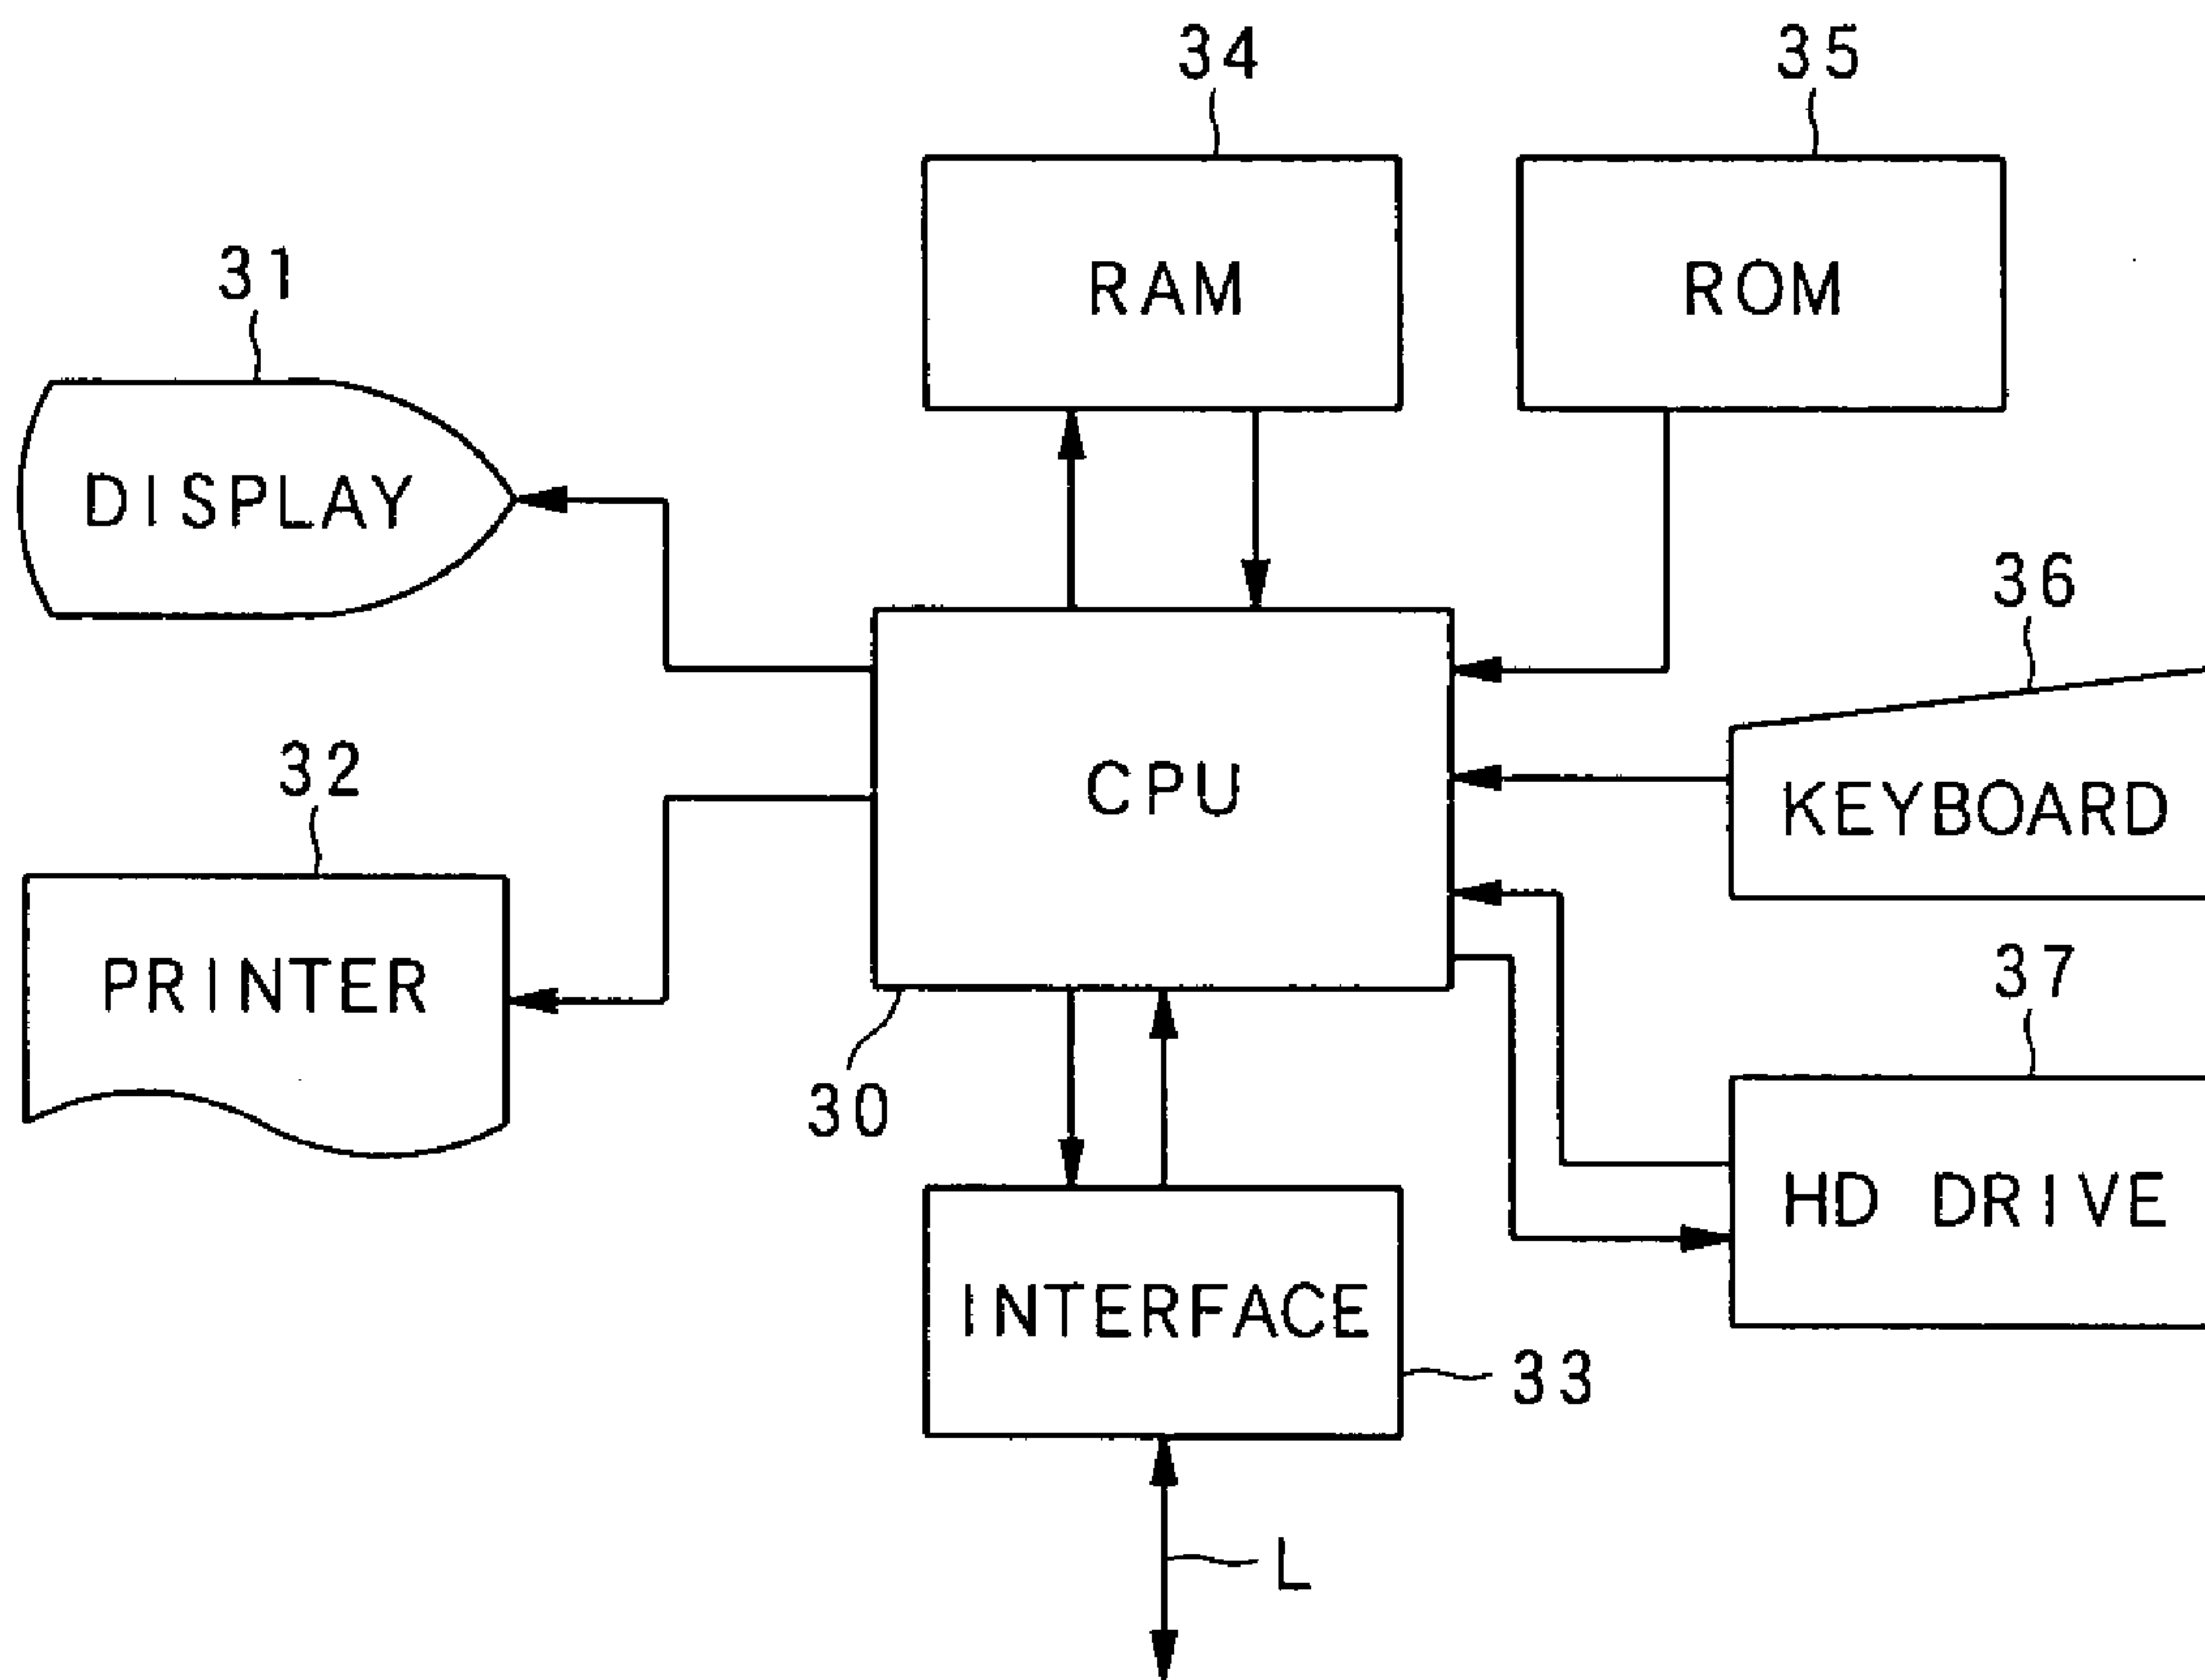 34
35
RAM
ROM
31
DISPLAY
36
32
CPU
KEYBOARD
PRINTER
37
30
HD DRIVE
INTERFACE
33
L